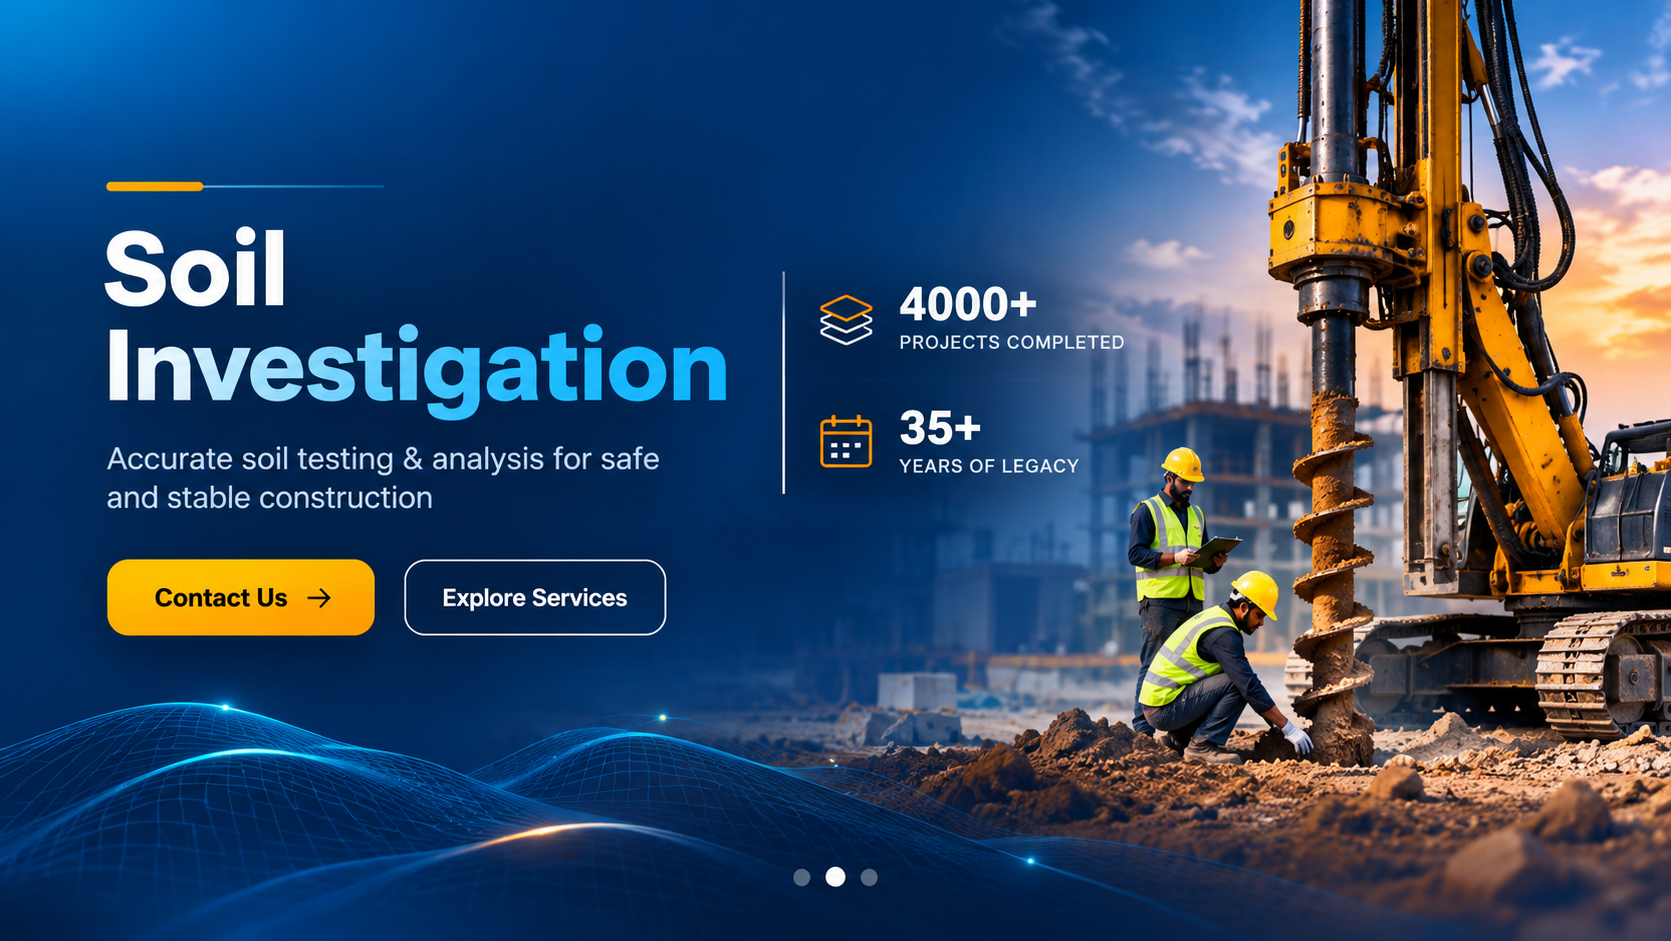 Soil
Investigation
Accurate soil testing & analysis for safe
and stable construction
Contact Us →
Explore Services
4000+
PROJECTS COMPLETED
35+
YEARS OF LEGACY